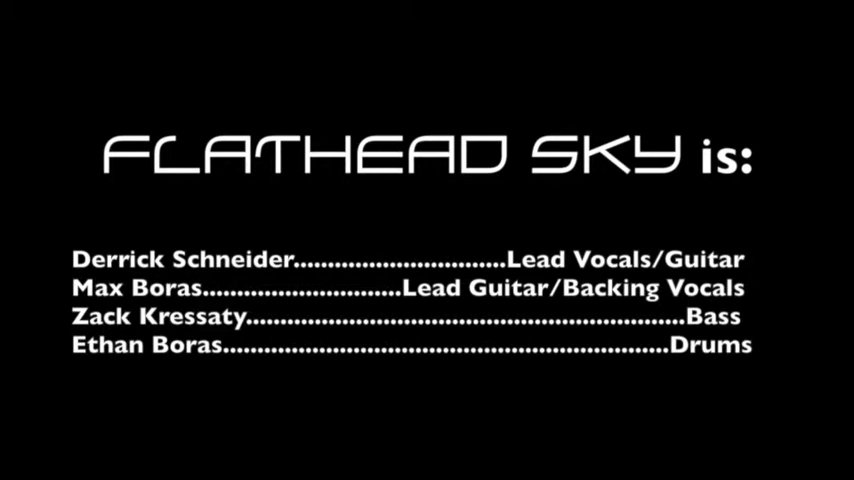 FLATHEAD SKY is:
Derrick Schneider...............................Lead Vocals/Guitar
Max Boras.............................Lead Guitar/Backing Vocals
Zack Kressaty................................................................Bass
Ethan Boras.................................................................Drums